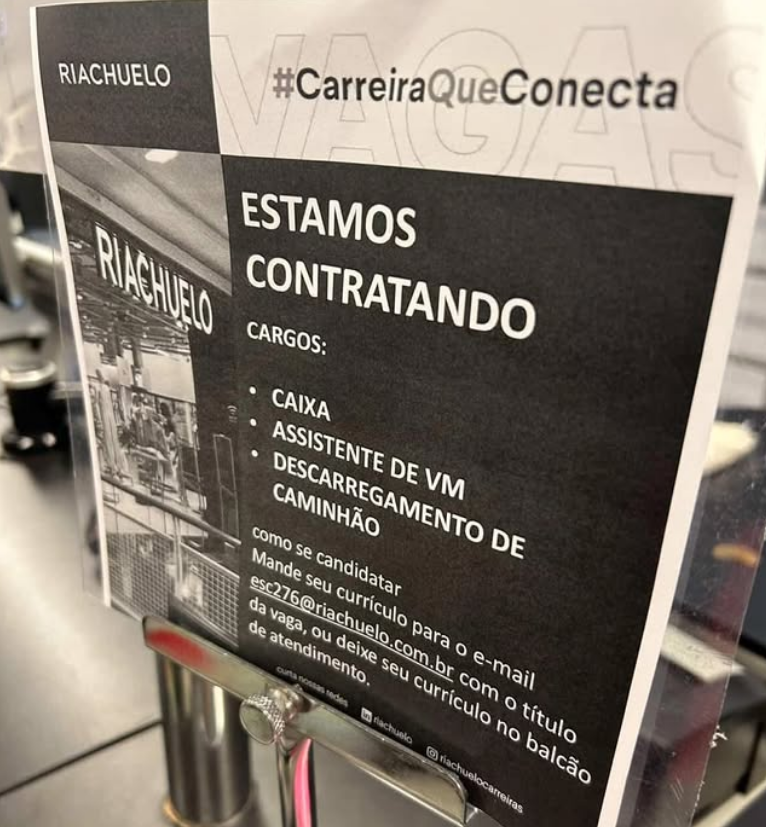 RIACHUELO
#CarreiraQueConecta
VAGAS
RIACHUELO
ESTAMOS
CONTRATANDO
CARGOS:
• CAIXA
• ASSISTENTE DE VM
• DESCARREGAMENTO DE
CAMINHÃO
como se candidatar
Mande seu currículo para o e-mail
esc276@riachuelo.com.br com o título
da vaga, ou deixe seu currículo no balcão
de atendimento.
curta nossas redes
riachuelo
riachuelocarreiras